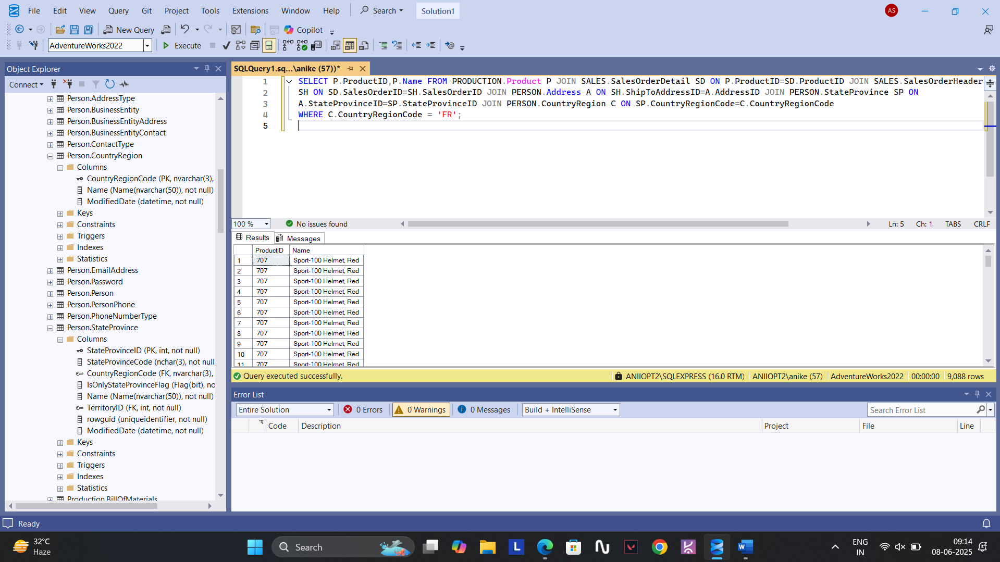 File Edit View Query Git Project Tools Extensions Window Help Search Solution1 AS
New Query Copilot
AdventureWorks2022 Execute
Object Explorer
Connect
Person.AddressType
Person.BusinessEntity
Person.BusinessEntityAddress
Person.BusinessEntityContact
Person.ContactType
Person.CountryRegion
Columns
CountryRegionCode (PK, nvarchar(3),
Name (Name(nvarchar(50)), not null)
ModifiedDate (datetime, not null)
Keys
Constraints
Triggers
Indexes
Statistics
Person.EmailAddress
Person.Password
Person.Person
Person.PersonPhone
Person.PhoneNumberType
Person.StateProvince
Columns
StateProvinceID (PK, int, not null)
StateProvinceCode (nchar(3), not null
CountryRegionCode (FK, nvarchar(3),
IsOnlyStateProvinceFlag (Flag(bit), no
Name (Name(nvarchar(50)), not null)
TerritoryID (FK, int, not null)
rowguid (uniqueidentifier, not null)
ModifiedDate (datetime, not null)
Keys
Constraints
Triggers
Indexes
Statistics
Production.BillOfMaterials
SQLQuery1.sq...\anike (57))*
1 SELECT P.ProductID,P.Name FROM PRODUCTION.Product P JOIN SALES.SalesOrderDetail SD ON P.ProductID=SD.ProductID JOIN SALES.SalesOrderHeader
2 SH ON SD.SalesOrderID=SH.SalesOrderID JOIN PERSON.Address A ON SH.ShipToAddressID=A.AddressID JOIN PERSON.StateProvince SP ON
3 A.StateProvinceID=SP.StateProvinceID JOIN PERSON.CountryRegion C ON SP.CountryRegionCode=C.CountryRegionCode
4 WHERE C.CountryRegionCode = 'FR';
5
100 % No issues found Ln: 5 Ch: 1 TABS CRLF
Results Messages
ProductID Name
1 707 Sport-100 Helmet, Red
2 707 Sport-100 Helmet, Red
3 707 Sport-100 Helmet, Red
4 707 Sport-100 Helmet, Red
5 707 Sport-100 Helmet, Red
6 707 Sport-100 Helmet, Red
7 707 Sport-100 Helmet, Red
8 707 Sport-100 Helmet, Red
9 707 Sport-100 Helmet, Red
10 707 Sport-100 Helmet, Red
11 707 Sport-100 Helmet, Red
Query executed successfully. ANIIOPT2\SQLEXPRESS (16.0 RTM) ANIIOPT2\anike (57) AdventureWorks2022 00:00:00 9,088 rows
Error List
Entire Solution 0 Errors 0 Warnings 0 Messages Build + IntelliSense Search Error List
Code Description Project File Line
Ready
32°C
Haze
Search
L
W
ENG
IN
09:14
08-06-2025